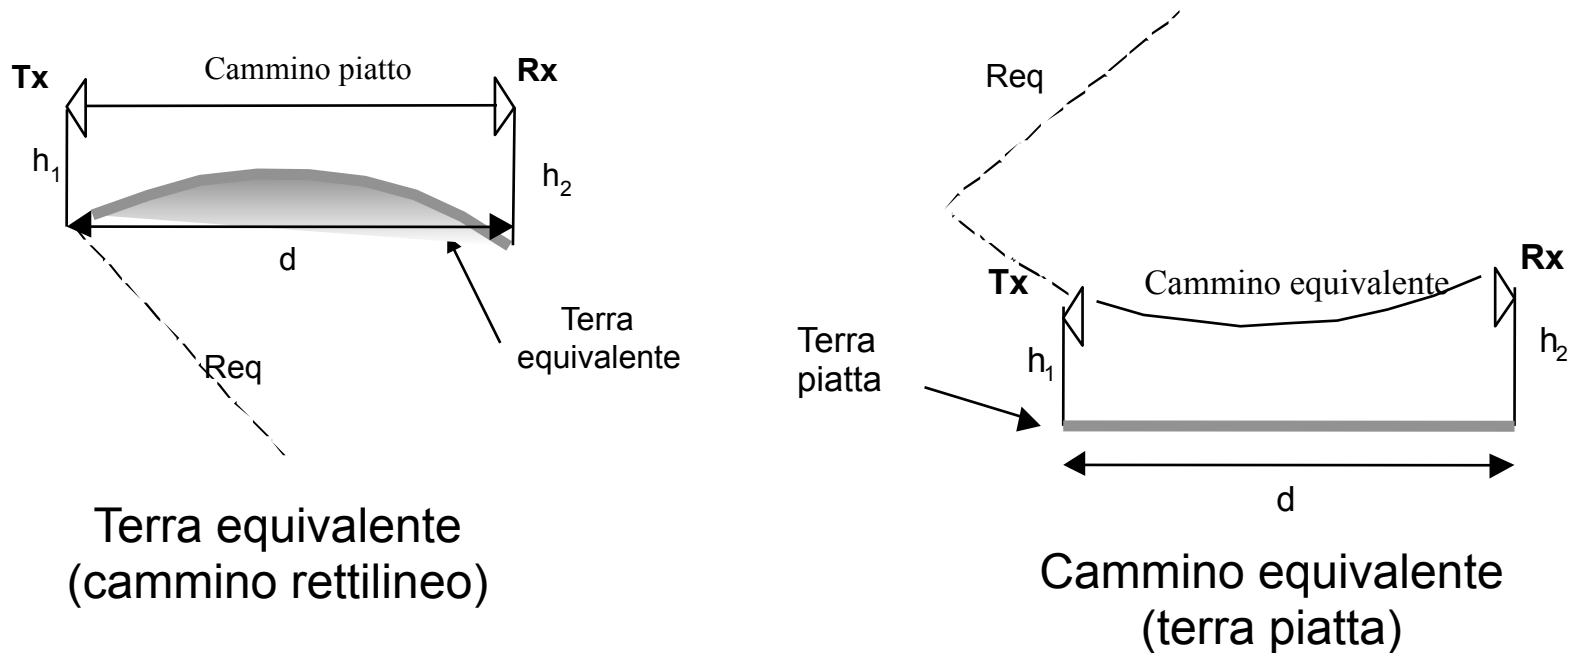 Tx
Cammino piatto
Rx
h1
h2
d
Req
Terra
equivalente
Terra equivalente
(cammino rettilineo)
Req
Tx
Cammino equivalente
Rx
Terra
piatta
h1
h2
d
Cammino equivalente
(terra piatta)